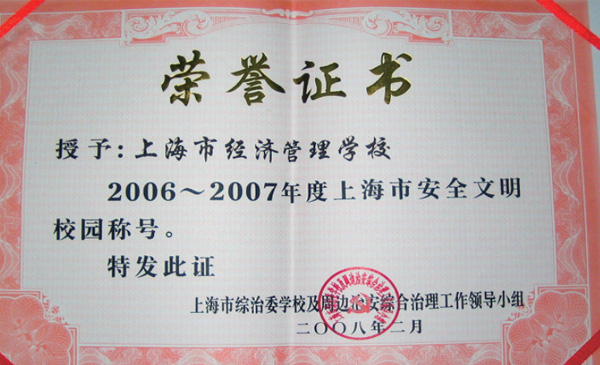 荣誉证书
授予：上海市经济管理学校
2006～2007年度上海市安全文明
校园称号。
特发此证
上海市综治委学校及周边治安综合治理工作领导小组
二〇〇八年二月